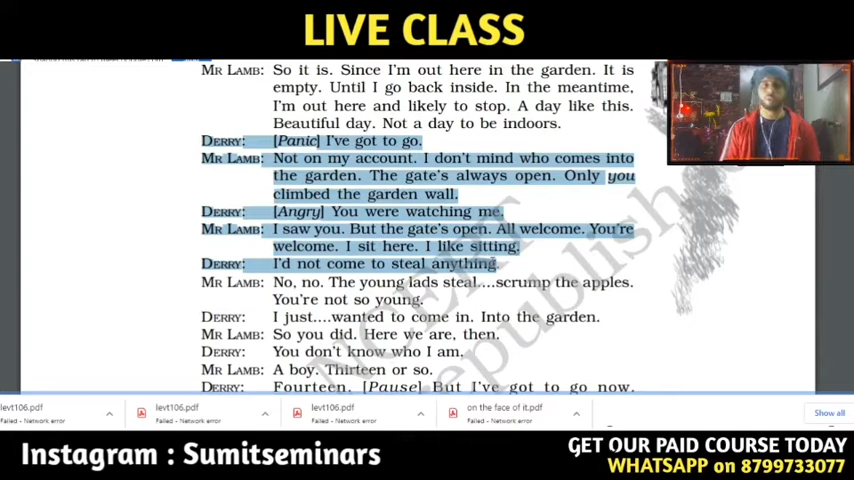 LIVE CLASS
MR LAMB: So it is. Since I'm out here in the garden. It is
empty. Until I go back inside. In the meantime,
I'm out here and likely to stop. A day like this.
Beautiful day. Not a day to be indoors.
DERRY: [Panic] I've got to go.
MR LAMB: Not on my account. I don't mind who comes into
the garden. The gate's always open. Only you
climbed the garden wall.
DERRY: [Angry] You were watching me.
MR LAMB: I saw you. But the gate's open. All welcome. You're
welcome. I sit here. I like sitting.
DERRY: I'd not come to steal anything.
MR LAMB: No, no. The young lads steal....scrump the apples.
You're not so young.
DERRY: I just....wanted to come in. Into the garden.
MR LAMB: So you did. Here we are, then.
DERRY: You don't know who I am.
MR LAMB: A boy. Thirteen or so.
DERRY: Fourteen. [Pause] But I've got to go now.
NCERT
republish
levt106.pdf
Failed - Network error
levt106.pdf
Failed - Network error
levt106.pdf
Failed - Network error
on the face of it.pdf
Failed - Network error
Show all
Instagram : Sumitseminars
GET OUR PAID COURSE TODAY
WHATSAPP on 8799733077